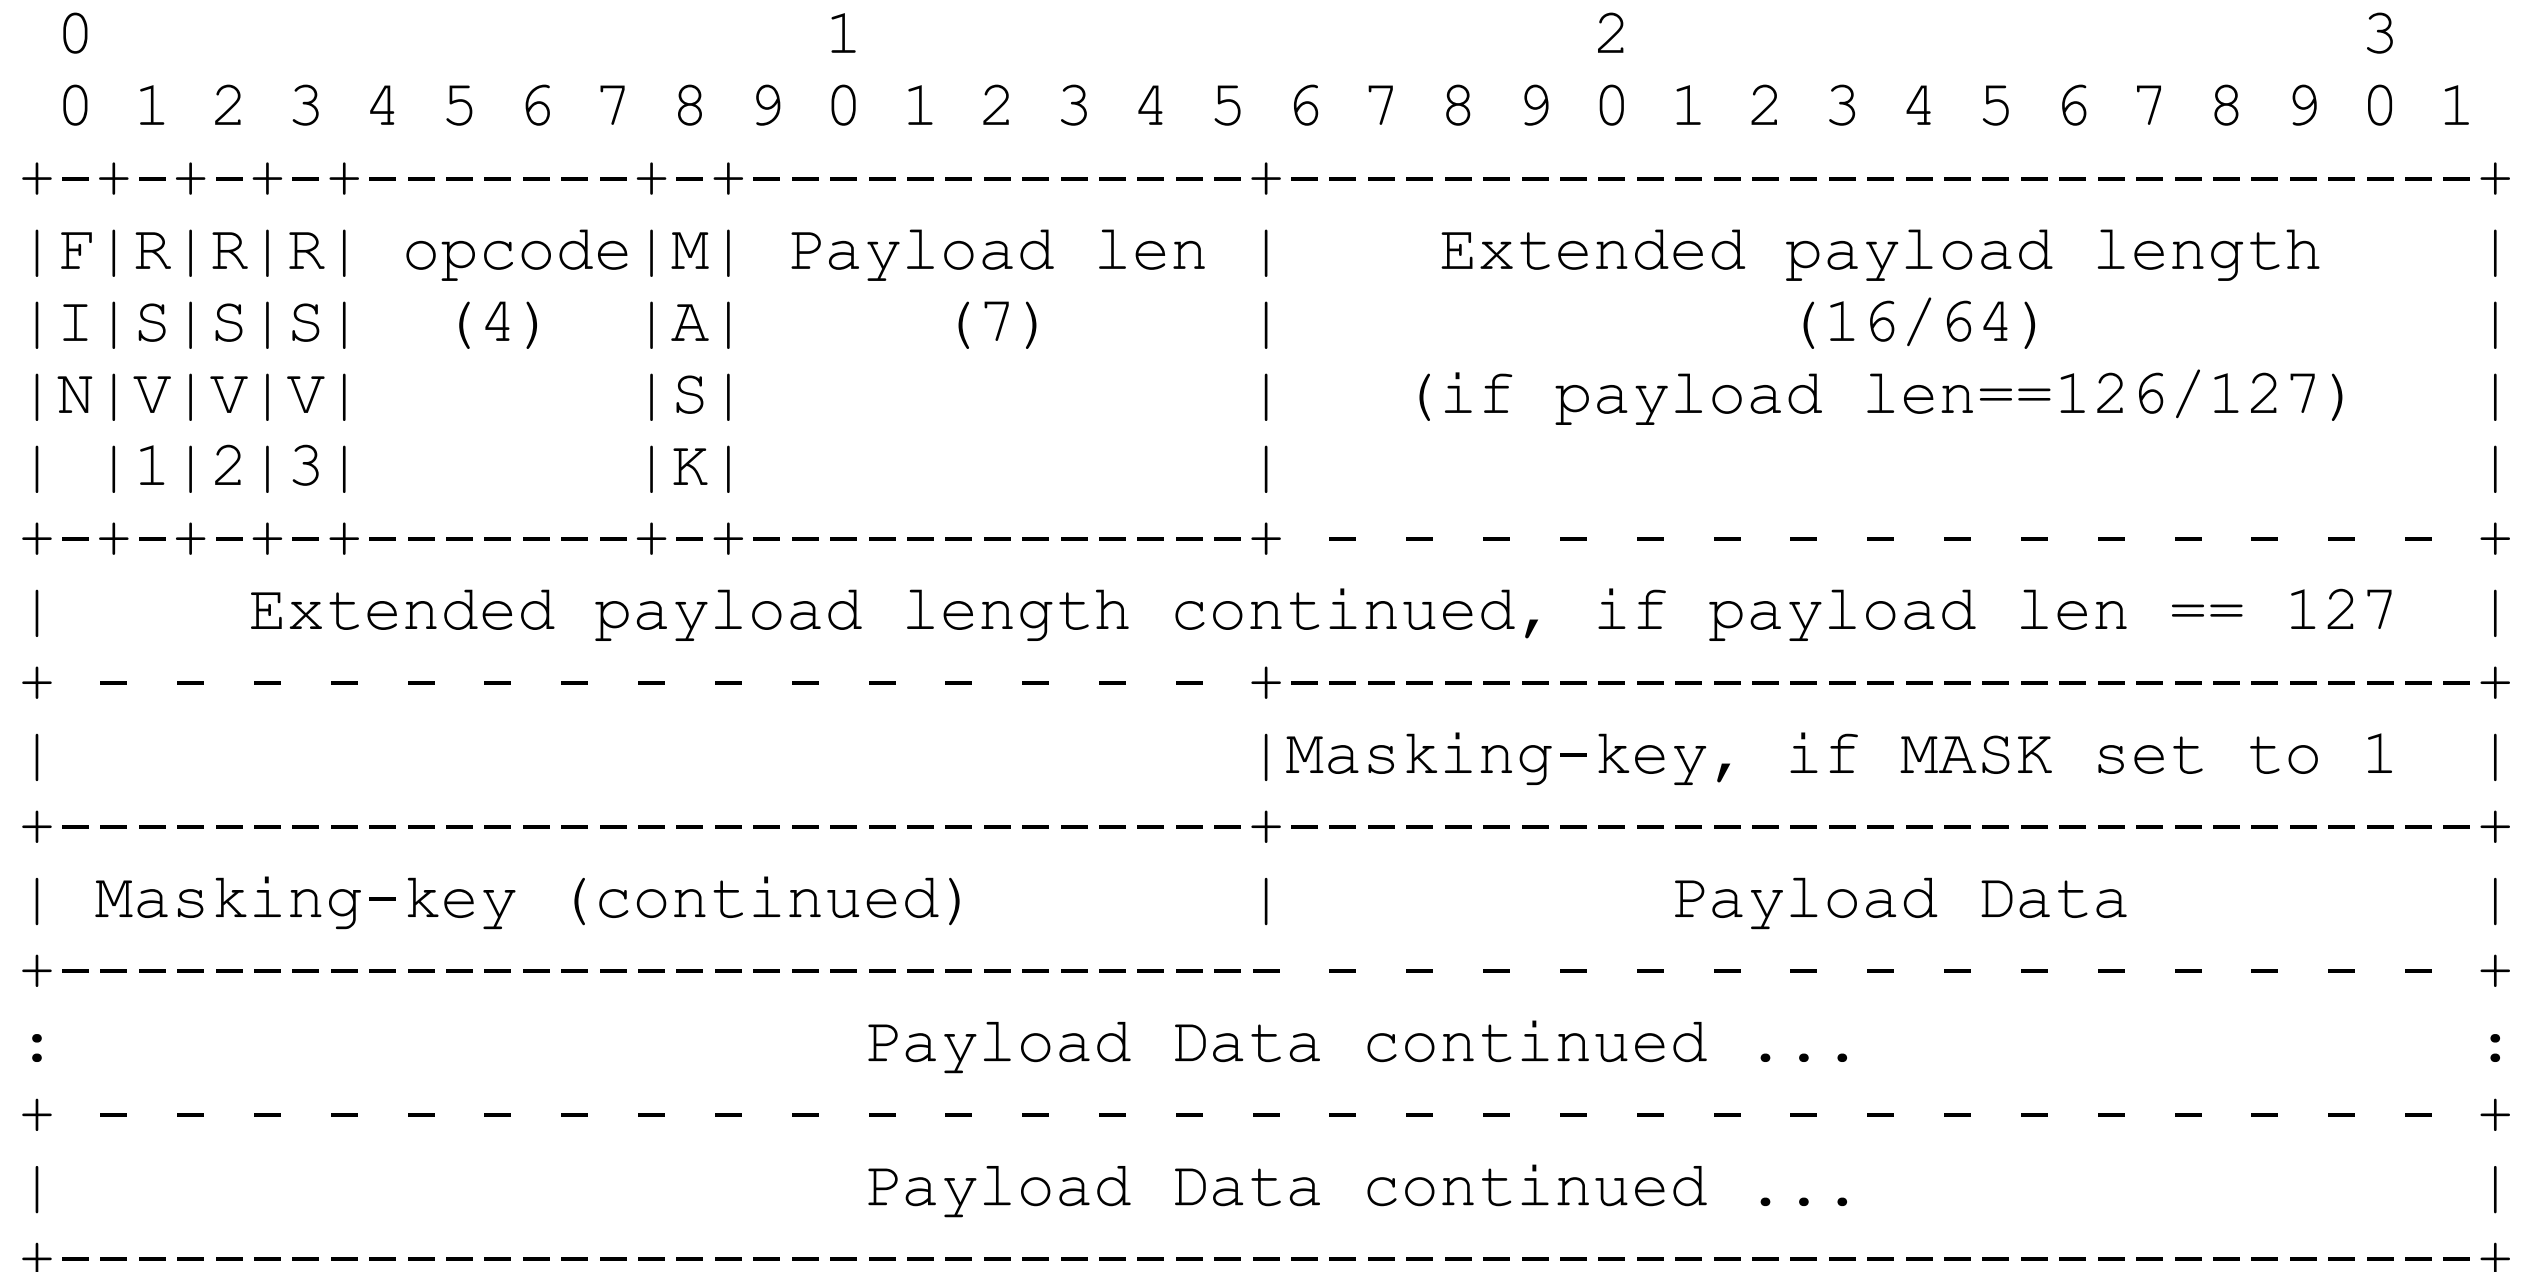 0                   1                   2                   3
 0 1 2 3 4 5 6 7 8 9 0 1 2 3 4 5 6 7 8 9 0 1 2 3 4 5 6 7 8 9 0 1
+-+-+-+-+-------+-+-------------+-------------------------------+
|F|R|R|R| opcode|M| Payload len |    Extended payload length    |
|I|S|S|S|  (4)  |A|     (7)     |             (16/64)           |
|N|V|V|V|       |S|             |   (if payload len==126/127)   |
| |1|2|3|       |K|             |                               |
+-+-+-+-+-------+-+-------------+ - - - - - - - - - - - - - - - +
|     Extended payload length continued, if payload len == 127  |
+ - - - - - - - - - - - - - - - +-------------------------------+
|                               |Masking-key, if MASK set to 1  |
+-------------------------------+-------------------------------+
| Masking-key (continued)       |          Payload Data         |
+-------------------------------- - - - - - - - - - - - - - - - +
:                     Payload Data continued ...                :
+ - - - - - - - - - - - - - - - - - - - - - - - - - - - - - - - +
|                     Payload Data continued ...                |
+---------------------------------------------------------------+